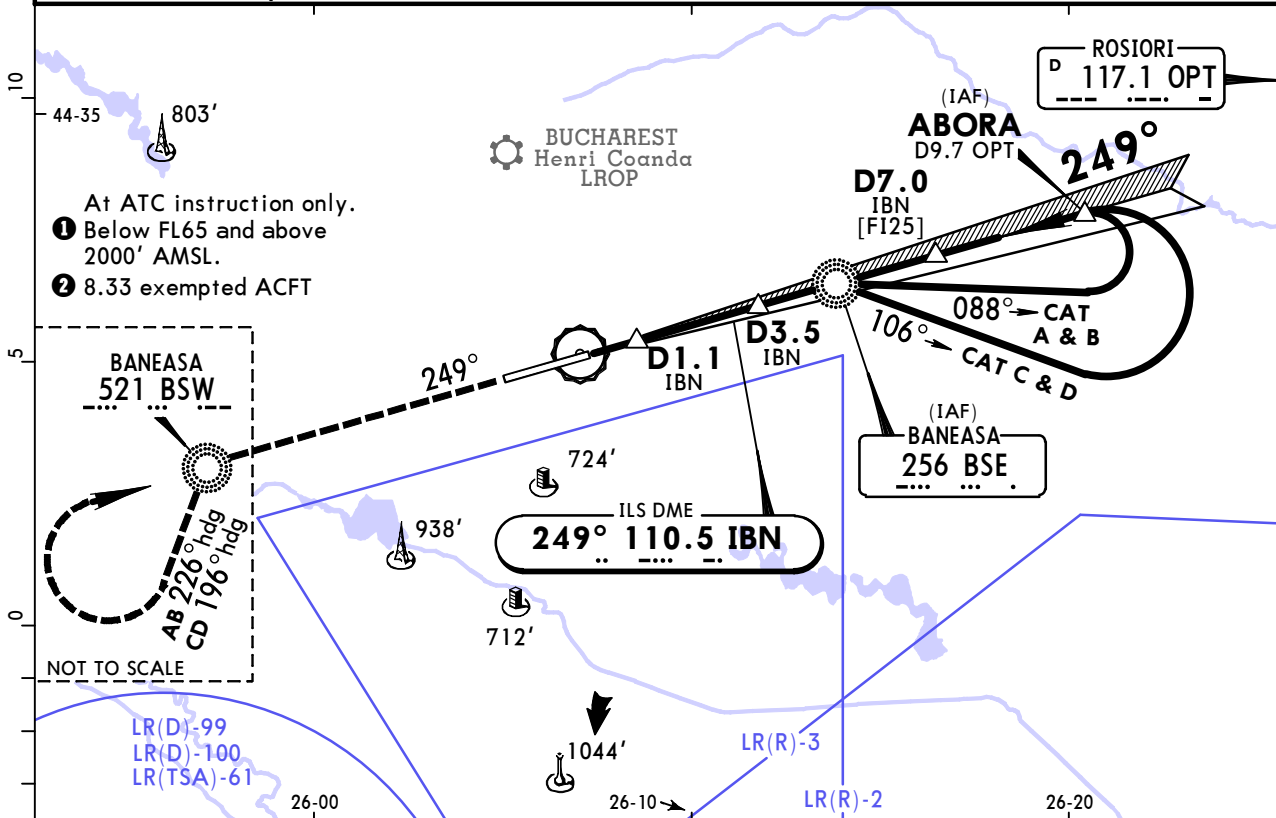 10
5
0
44-35
803'
BUCHAREST
Henri Coanda
LROP
ROSIORI
D 117.1 OPT
(IAF)
ABORA
D9.7 OPT
249°
D7.0
IBN
[FI25]
At ATC instruction only.
1 Below FL65 and above
2000' AMSL.
2 8.33 exempted ACFT
BANEASA
521 BSW
249°
D1.1
IBN
D3.5
IBN
088° CAT
A & B
106° CAT C & D
(IAF)
BANEASA
256 BSE
724'
938'
ILS DME
249° 110.5 IBN
712'
AB 226°hdg
CD 196°hdg
NOT TO SCALE
LR(D)-99
LR(D)-100
LR(TSA)-61
1044'
LR(R)-3
LR(R)-2
26-00
26-10
26-20